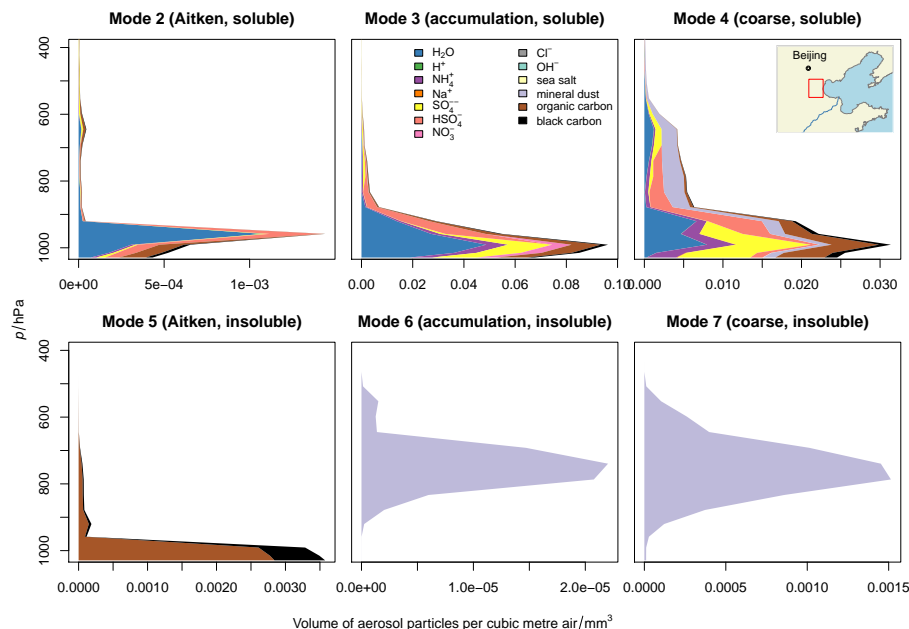 Mode 2 (Aitken, soluble)
Mode 3 (accumulation, soluble)
Mode 4 (coarse, soluble)
400
600
800
1000
0e+00 5e−04 1e−03
H₂O
H⁺
NH₄⁺
Na⁺
SO₄⁻⁻
HSO₄⁻
NO₃⁻
Cl⁻
OH⁻
sea salt
mineral dust
organic carbon
black carbon
0.00 0.02 0.04 0.06 0.08 0.10
Beijing
0.000 0.010 0.020 0.030
p/hPa
Mode 5 (Aitken, insoluble)
Mode 6 (accumulation, insoluble)
Mode 7 (coarse, insoluble)
400
600
800
1000
0.0000 0.0010 0.0020 0.0030
0.0e+00 1.0e−05 2.0e−05
0.0000 0.0005 0.0010 0.0015
Volume of aerosol particles per cubic metre air/mm³